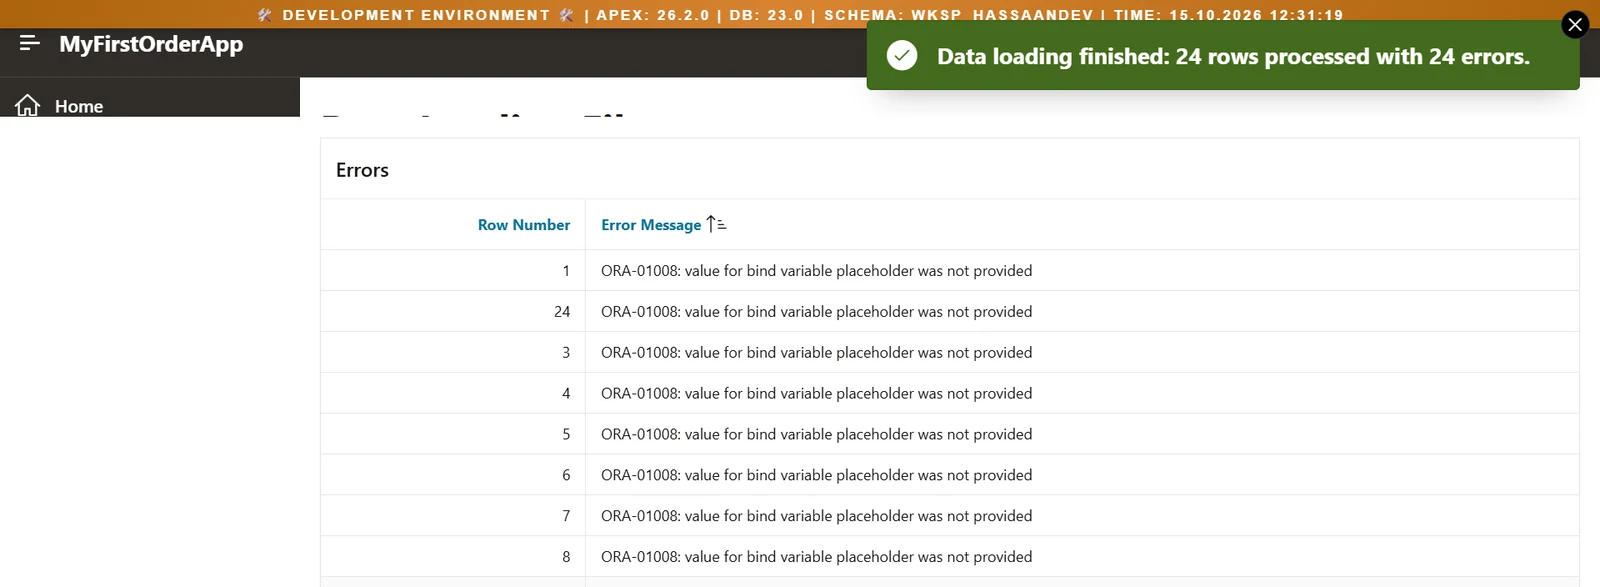 🛠 DEVELOPMENT ENVIRONMENT 🛠 | APEX: 26.2.0 | DB: 23.0 | SCHEMA: WKSP_HASSAANDEV | TIME: 15.10.2026 12:31:19
MyFirstOrderApp
Data loading finished: 24 rows processed with 24 errors.
Home
Errors
Row Number Error Message
1 ORA-01008: value for bind variable placeholder was not provided
24 ORA-01008: value for bind variable placeholder was not provided
3 ORA-01008: value for bind variable placeholder was not provided
4 ORA-01008: value for bind variable placeholder was not provided
5 ORA-01008: value for bind variable placeholder was not provided
6 ORA-01008: value for bind variable placeholder was not provided
7 ORA-01008: value for bind variable placeholder was not provided
8 ORA-01008: value for bind variable placeholder was not provided